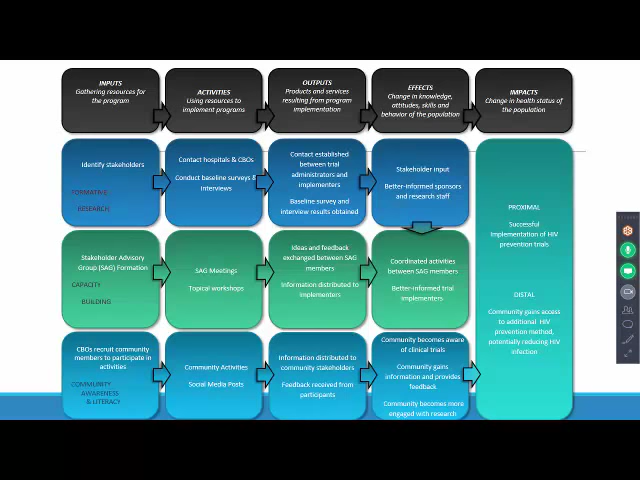 INPUTS
Gathering resources for
the program
ACTIVITIES
Using resources to
implement programs
OUTPUTS
Products and services
resulting from program
implementation
EFFECTS
Change in knowledge,
attitudes, skills and
behavior of the population
IMPACTS
Change in health status of
the population
Identify stakeholders
FORMATIVE
RESEARCH
Contact hospitals & CBOs
Conduct baseline surveys &
interviews
Contact established
between trial
administrators and
implementers
Baseline survey and
interview results obtained
Stakeholder input
Better-informed sponsors
and research staff
Stakeholder Advisory
Group (SAG) Formation
CAPACITY
BUILDING
SAG Meetings
Topical workshops
Ideas and feedback
exchanged between SAG
members
Information distributed to
implementers
Coordinated activities
between SAG members
Better-informed trial
implementers
CBOs recruit community
members to participate in
activities
COMMUNITY
AWARENESS
& LITERACY
Community Activities
Social Media Posts
Information distributed to
community stakeholders
Feedback received from
participants
Community becomes aware
of clinical trials
Community gains
information and provides
feedback
Community becomes more
engaged with research
PROXIMAL
Successful
implementation of HIV
prevention trials
DISTAL
Community gains access
to additional HIV
prevention method,
potentially reducing HIV
infection